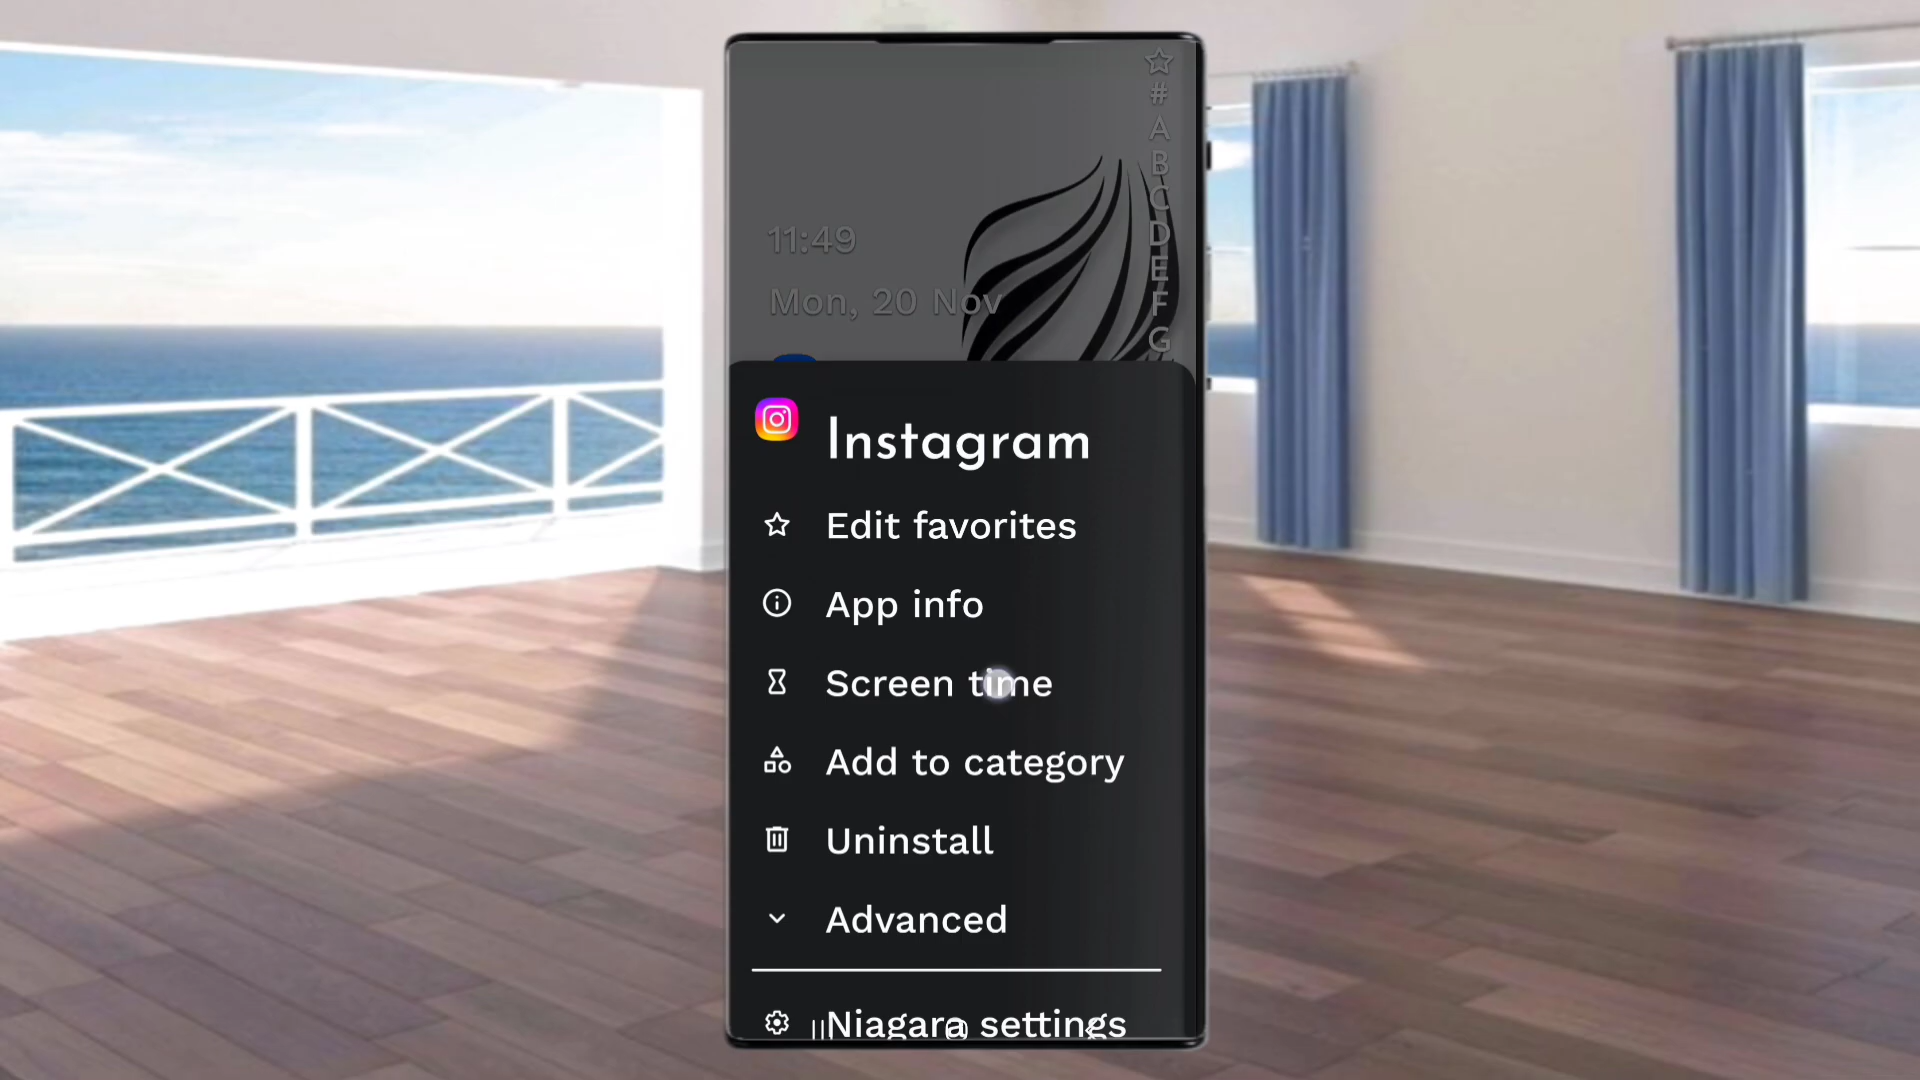 ☆
#
A
B
C
D
E
F
G
11:49
Mon, 20 Nov
Instagram
Edit favorites
App info
Screen time
Add to category
Uninstall
Advanced
Niagara settings